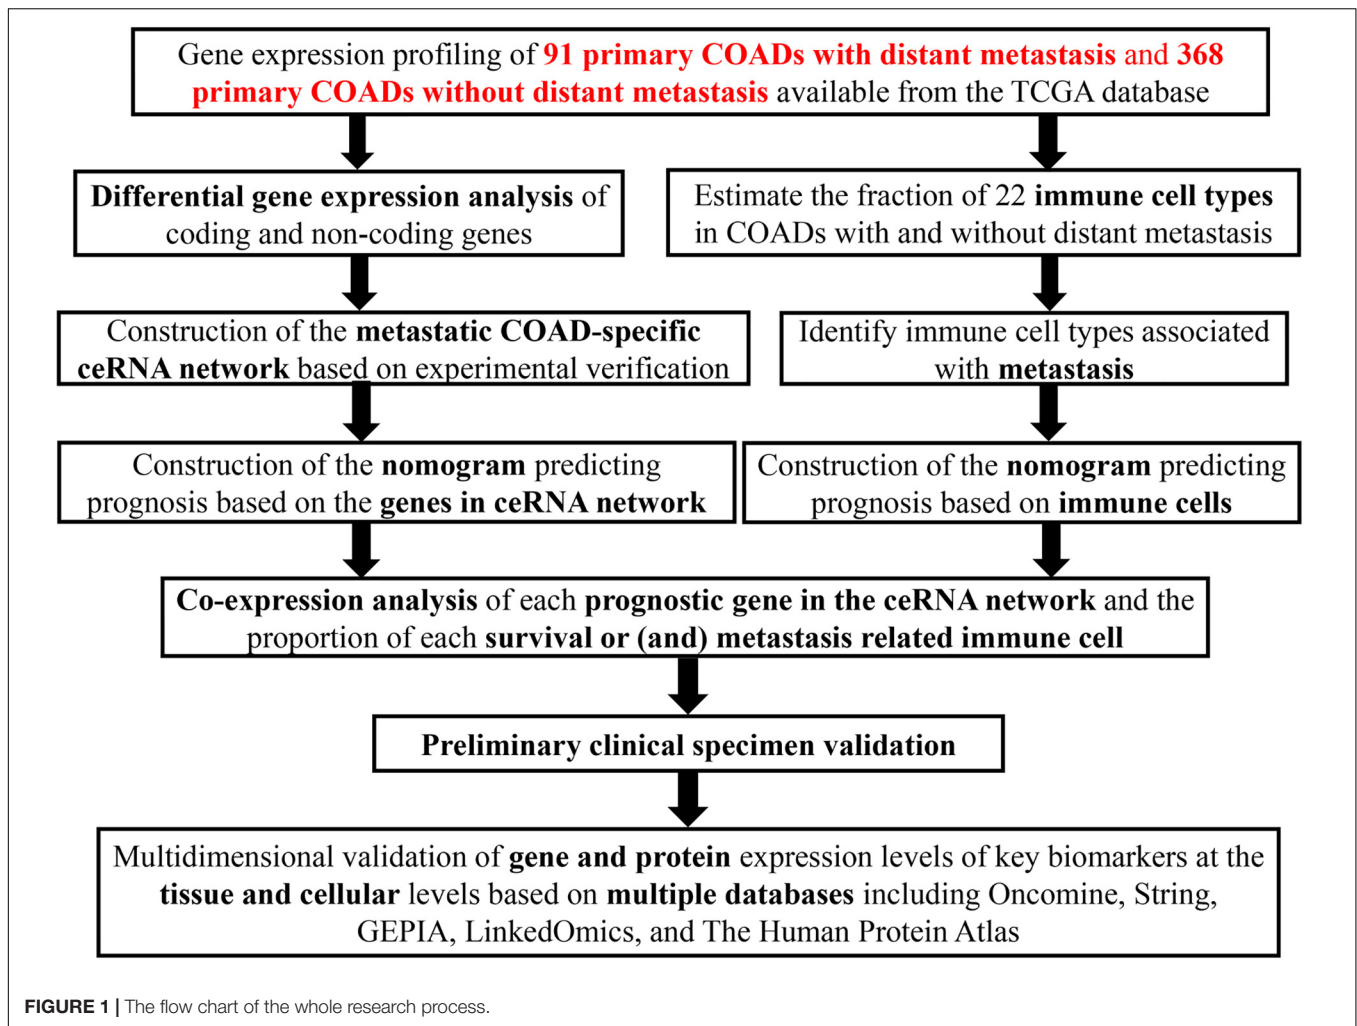 Gene expression profiling of 91 primary COADs with distant metastasis and 368
primary COADs without distant metastasis available from the TCGA database
Differential gene expression analysis of
coding and non-coding genes
Estimate the fraction of 22 immune cell types
in COADs with and without distant metastasis
Construction of the metastatic COAD-specific
ceRNA network based on experimental verification
Identify immune cell types associated
with metastasis
Construction of the nomogram predicting
prognosis based on the genes in ceRNA network
Construction of the nomogram predicting
prognosis based on immune cells
Co-expression analysis of each prognostic gene in the ceRNA network and the
proportion of each survival or (and) metastasis related immune cell
Preliminary clinical specimen validation
Multidimensional validation of gene and protein expression levels of key biomarkers at the
tissue and cellular levels based on multiple databases including Oncomine, String,
GEPIA, LinkedOmics, and The Human Protein Atlas
FIGURE 1 | The flow chart of the whole research process.